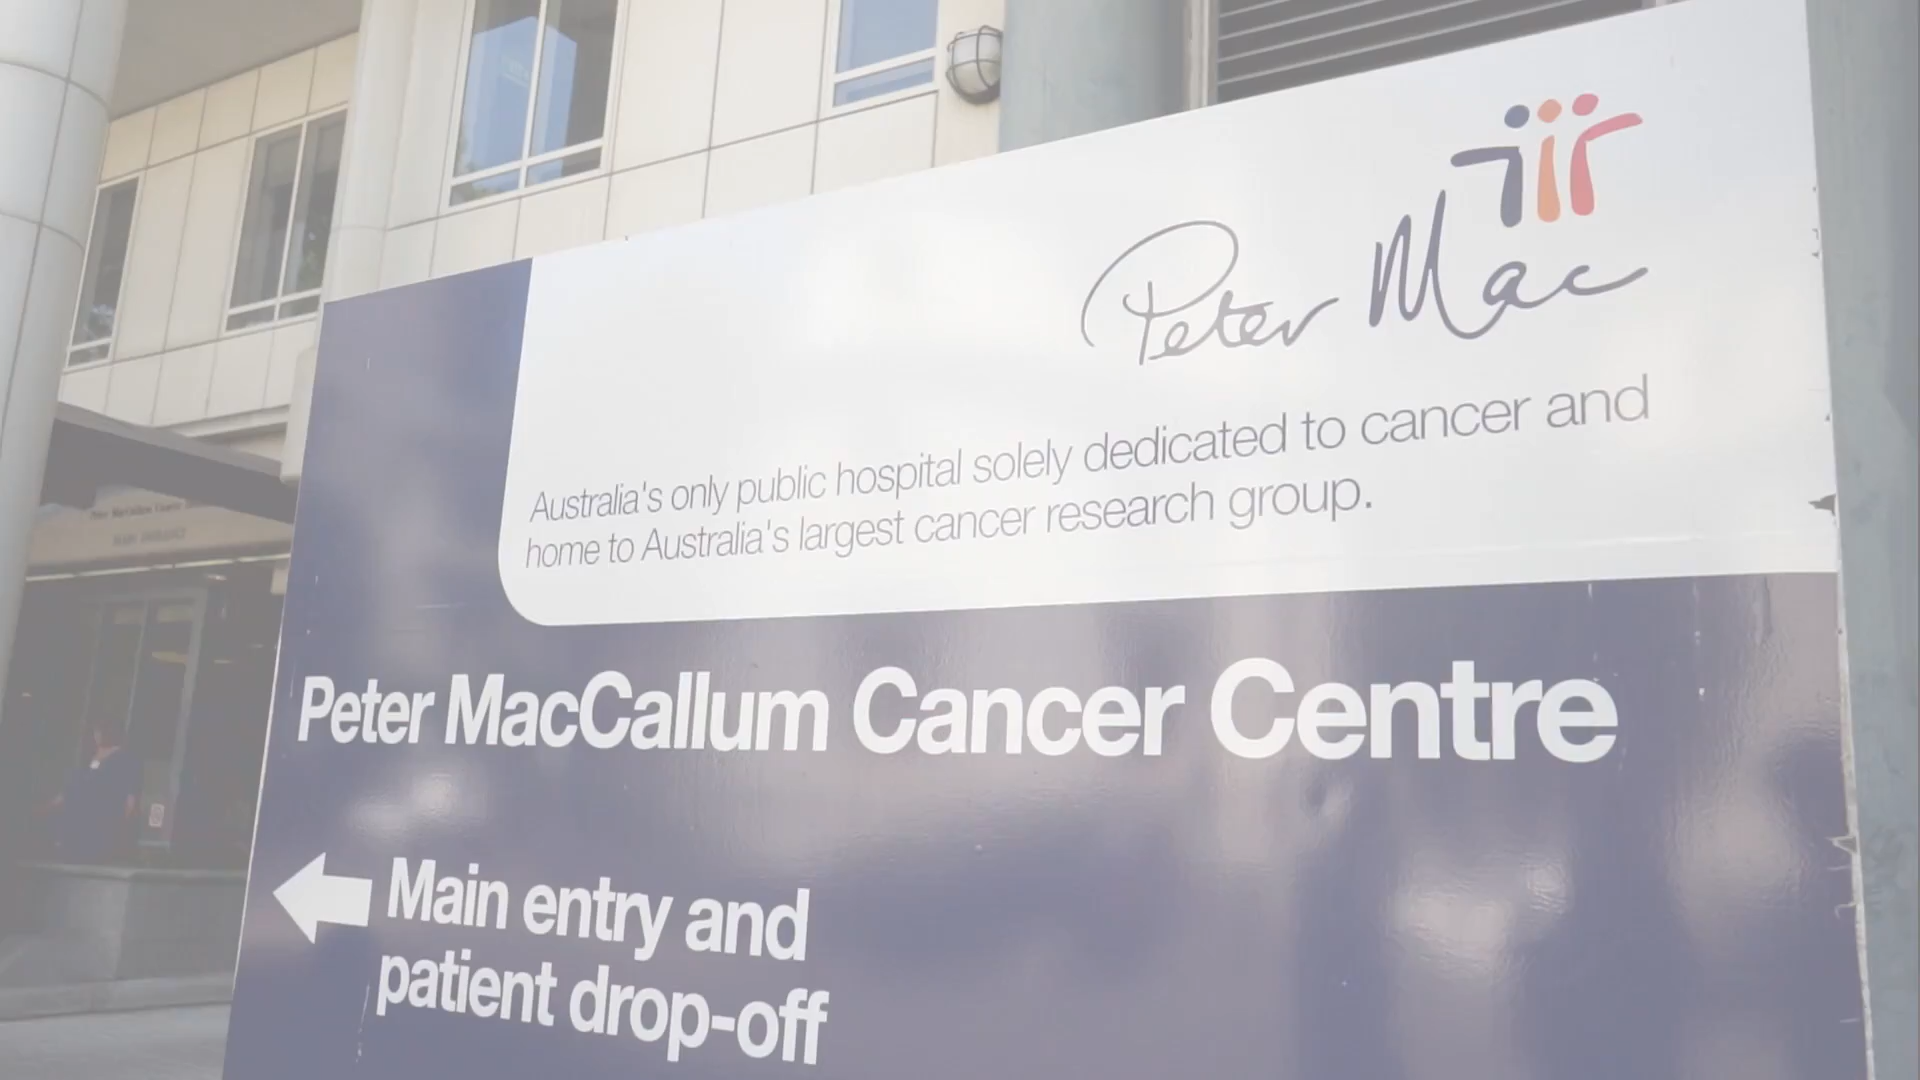 Peter Mac
Australia's only public hospital solely dedicated to cancer and
home to Australia's largest cancer research group.
Peter MacCallum Cancer Centre
Main entry and
patient drop-off